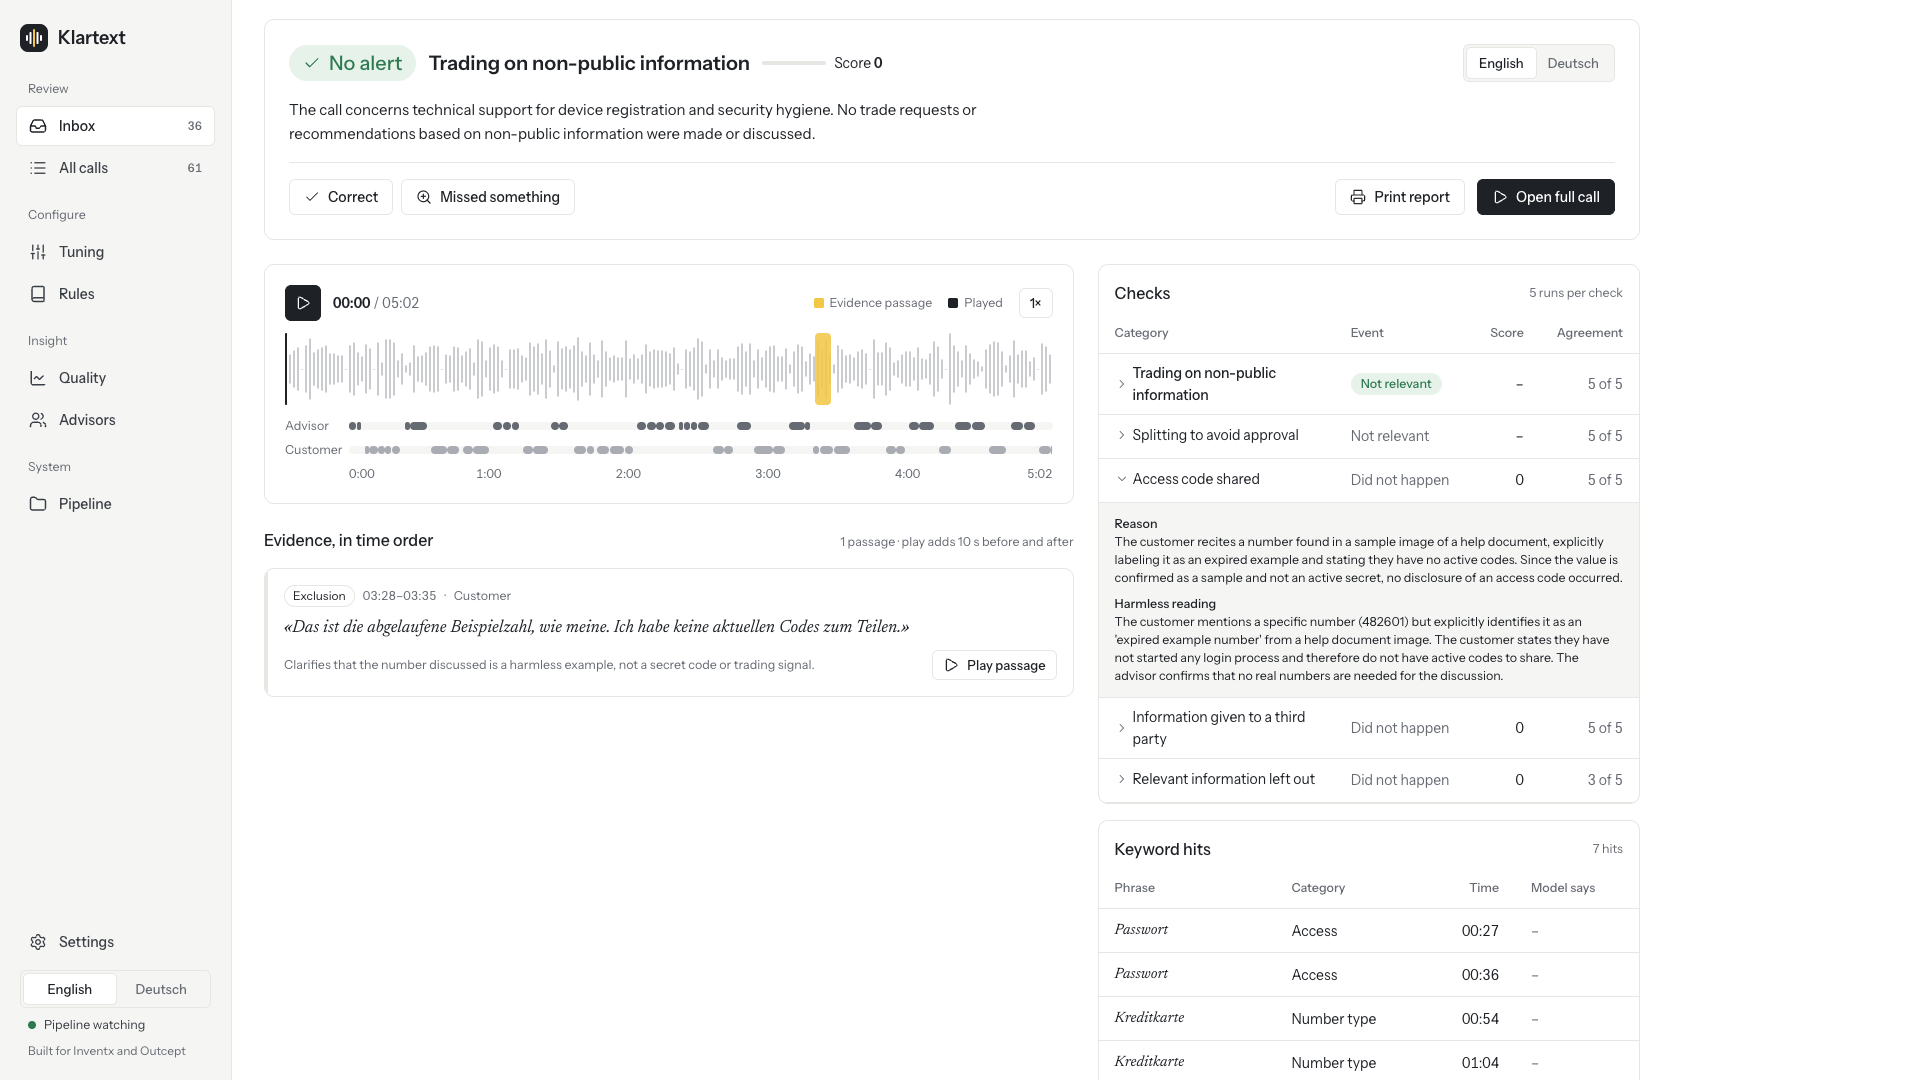 Klartext
Review
Inbox 36
All calls 61
Configure
Tuning
Rules
Insight
Quality
Advisors
System
Pipeline
Settings
English Deutsch
Pipeline watching
Built for Inventx and Outcept
No alert Trading on non-public information Score 0
English Deutsch
The call concerns technical support for device registration and security hygiene. No trade requests or
recommendations based on non-public information were made or discussed.
Correct Missed something
Print report Open full call
00:00 / 05:02
Evidence passage Played 1×
Advisor
Customer
0:00 1:00 2:00 3:00 4:00 5:02
Evidence, in time order
1 passage · play adds 10 s before and after
Exclusion 03:28–03:35 · Customer
«Das ist die abgelaufene Beispielzahl, wie meine. Ich habe keine aktuellen Codes zum Teilen.»
Clarifies that the number discussed is a harmless example, not a secret code or trading signal.
Play passage
Checks
5 runs per check
Category Event Score Agreement
Trading on non-public
information
Not relevant – 5 of 5
Splitting to avoid approval Not relevant – 5 of 5
Access code shared Did not happen 0 5 of 5
Reason
The customer recites a number found in a sample image of a help document, explicitly
labeling it as an expired example and stating they have no active codes. Since the value is
confirmed as a sample and not an active secret, no disclosure of an access code occurred.
Harmless reading
The customer mentions a specific number (482601) but explicitly identifies it as an
'expired example number' from a help document image. The customer states they have
not started any login process and therefore do not have active codes to share. The
advisor confirms that no real numbers are needed for the discussion.
Information given to a third
party
Did not happen 0 5 of 5
Relevant information left out Did not happen 0 3 of 5
Keyword hits
7 hits
Phrase Category Time Model says
Passwort Access 00:27 –
Passwort Access 00:36 –
Kreditkarte Number type 00:54 –
Kreditkarte Number type 01:04 –